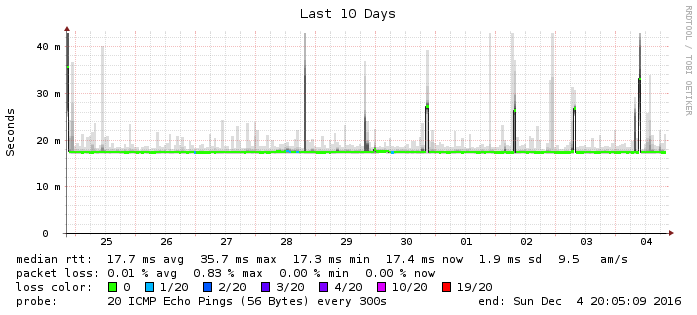 Last 10 Days
RRDTOOL / TOBI OETIKER
Seconds
40 m
30 m
20 m
10 m
0
25 26 27 28 29 30 01 02 03 04
median rtt: 17.7 ms avg 35.7 ms max 17.3 ms min 17.4 ms now 1.9 ms sd 9.5 am/s
packet loss: 0.01 % avg 0.83 % max 0.00 % min 0.00 % now
loss color: 0 1/20 2/20 3/20 4/20 10/20 19/20
probe: 20 ICMP Echo Pings (56 Bytes) every 300s end: Sun Dec 4 20:05:09 2016